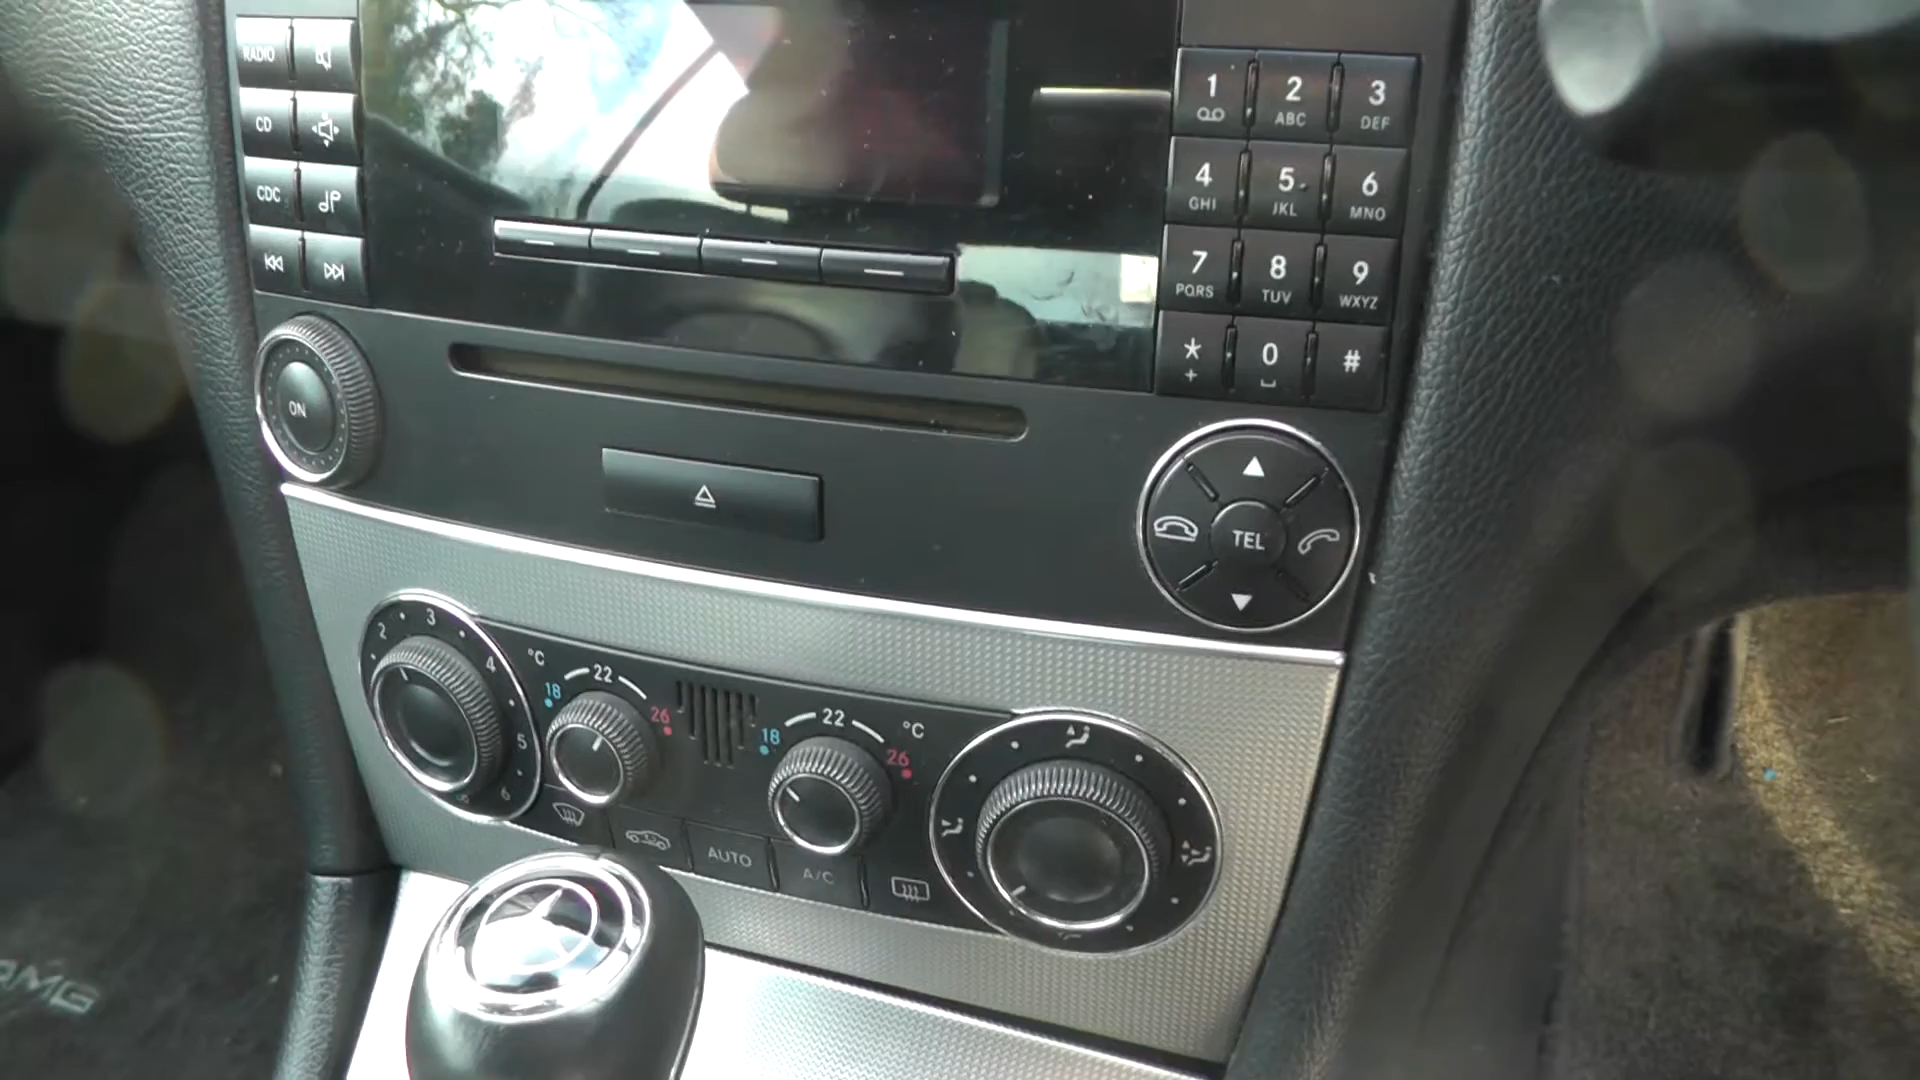 RADIO
CD
CDC
ON
1
2 ABC
3 DEF
4 GHI
5 JKL
6 MNO
7 PQRS
8 TUV
9 WXYZ
* +
0
#
TEL
2 3 4 5 6
°C
18 22 26
18 22 26
°C
AUTO
A/C
AMG